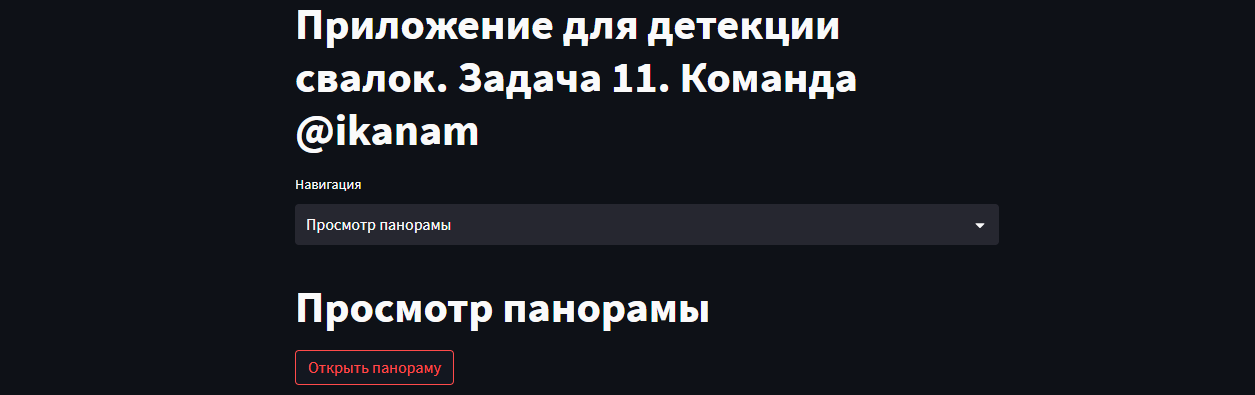 Приложение для детекции
свалок. Задача 11. Команда
@ikanam
Навигация
Просмотр панорамы
Просмотр панорамы
Открыть панораму